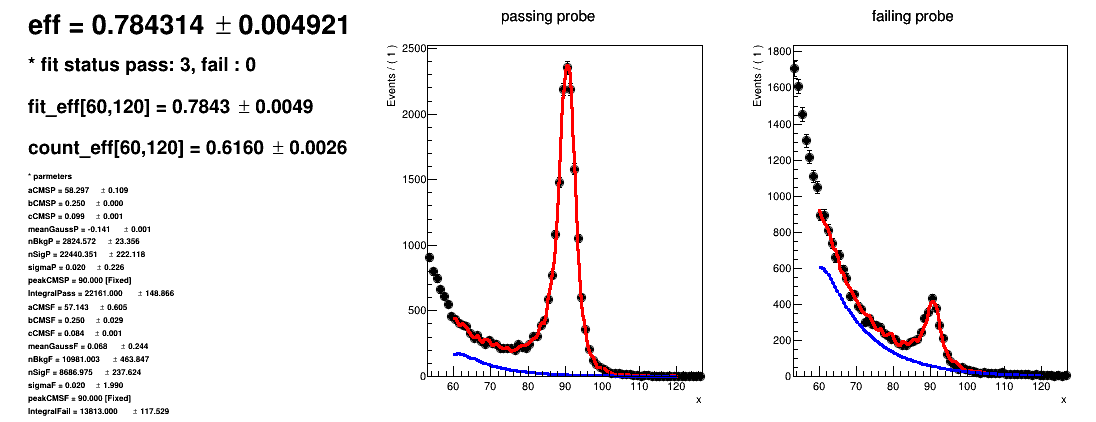 eff = 0.784314 ± 0.004921
* fit status pass: 3, fail : 0
fit_eff[60,120] = 0.7843 ± 0.0049
count_eff[60,120] = 0.6160 ± 0.0026
* parmeters
aCMSP = 58.297 ± 0.109
bCMSP = 0.250 ± 0.000
cCMSP = 0.099 ± 0.001
meanGaussP = -0.141 ± 0.001
nBkgP = 2824.572 ± 23.356
nSigP = 22440.351 ± 222.118
sigmaP = 0.020 ± 0.226
peakCMSP = 90.000 [Fixed]
IntegralPass = 22161.000 ± 148.866
aCMSF = 57.143 ± 0.605
bCMSF = 0.250 ± 0.029
cCMSF = 0.084 ± 0.001
meanGaussF = 0.068 ± 0.244
nBkgF = 10981.003 ± 463.847
nSigF = 8686.975 ± 237.624
sigmaF = 0.020 ± 1.990
peakCMSF = 90.000 [Fixed]
IntegralFail = 13813.000 ± 117.529
passing probe
Events / ( 1 )
2500
2000
1500
1000
500
0
60 70 80 90 100 110 120
x
failing probe
Events / ( 1 )
1800
1600
1400
1200
1000
800
600
400
200
0
60 70 80 90 100 110 120
x